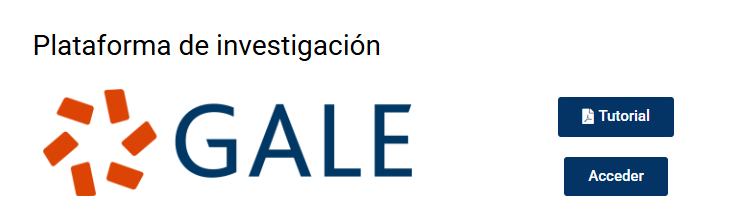 Plataforma de investigación
GALE
Tutorial
Acceder